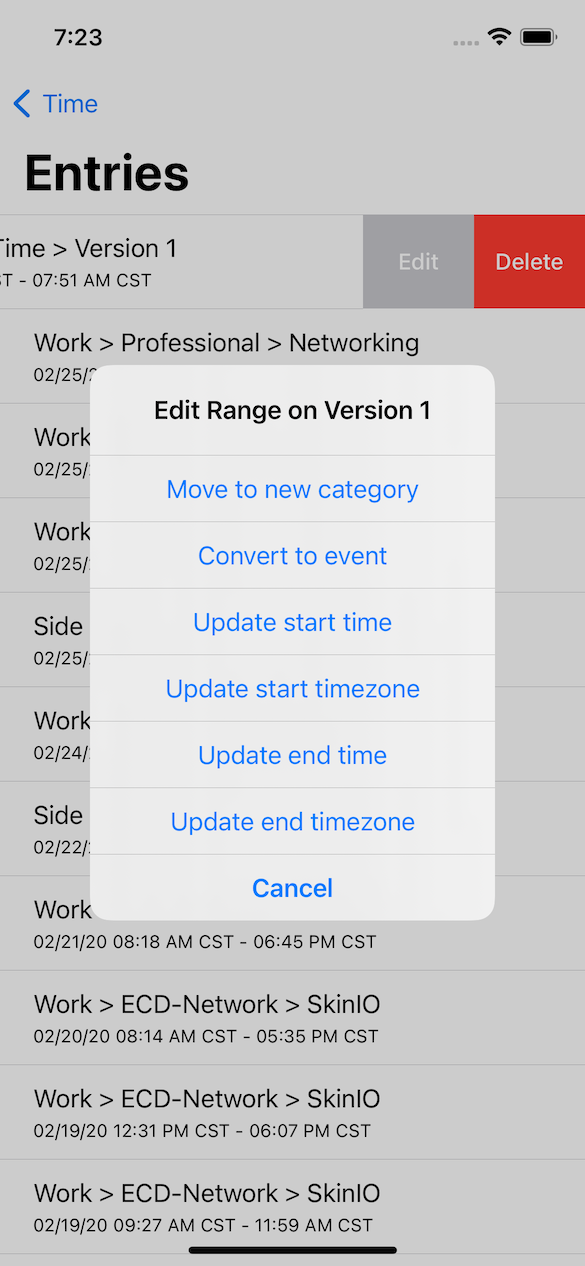 7:23
Time
Entries
Time > Version 1
ST - 07:51 AM CST
Edit
Delete
Work > Professional > Networking
02/25/2
Edit Range on Version 1
Work
02/25/
Move to new category
Work
02/25/
Convert to event
Side
02/25/
Update start time
Update start timezone
Work
02/24/
Update end time
Side
02/22/
Update end timezone
Cancel
Work
02/21/20 08:18 AM CST - 06:45 PM CST
Work > ECD-Network > SkinIO
02/20/20 08:14 AM CST - 05:35 PM CST
Work > ECD-Network > SkinIO
02/19/20 12:31 PM CST - 06:07 PM CST
Work > ECD-Network > SkinIO
02/19/20 09:27 AM CST - 11:59 AM CST